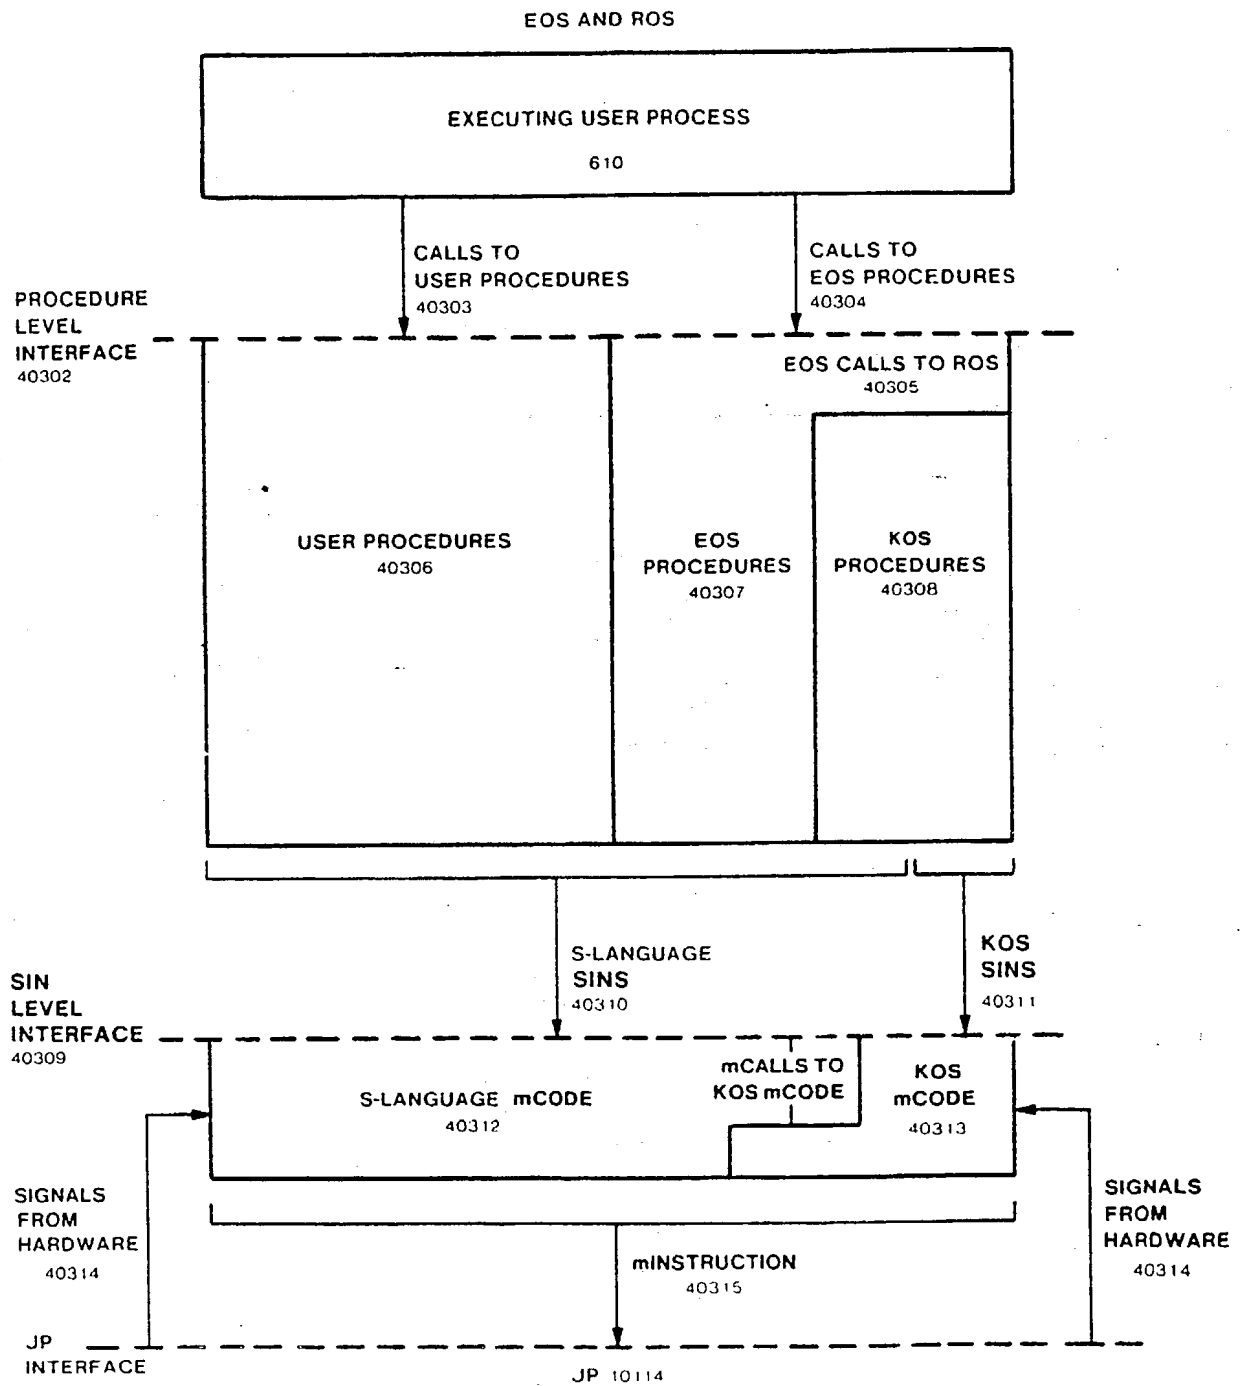 EOS AND ROS
EXECUTING USER PROCESS
610
CALLS TO
USER PROCEDURES
40303
CALLS TO
EOS PROCEDURES
40304
PROCEDURE
LEVEL
INTERFACE
40302
EOS CALLS TO ROS
40305
USER PROCEDURES
40306
EOS
PROCEDURES
40307
KOS
PROCEDURES
40308
S-LANGUAGE
SINS
40310
KOS
SINS
40311
SIN
LEVEL
INTERFACE
40309
S-LANGUAGE mCODE
40312
mCALLS TO
KOS mCODE
KOS
mCODE
40313
SIGNALS
FROM
HARDWARE
40314
mINSTRUCTION
40315
SIGNALS
FROM
HARDWARE
40314
JP
INTERFACE
JP 10114